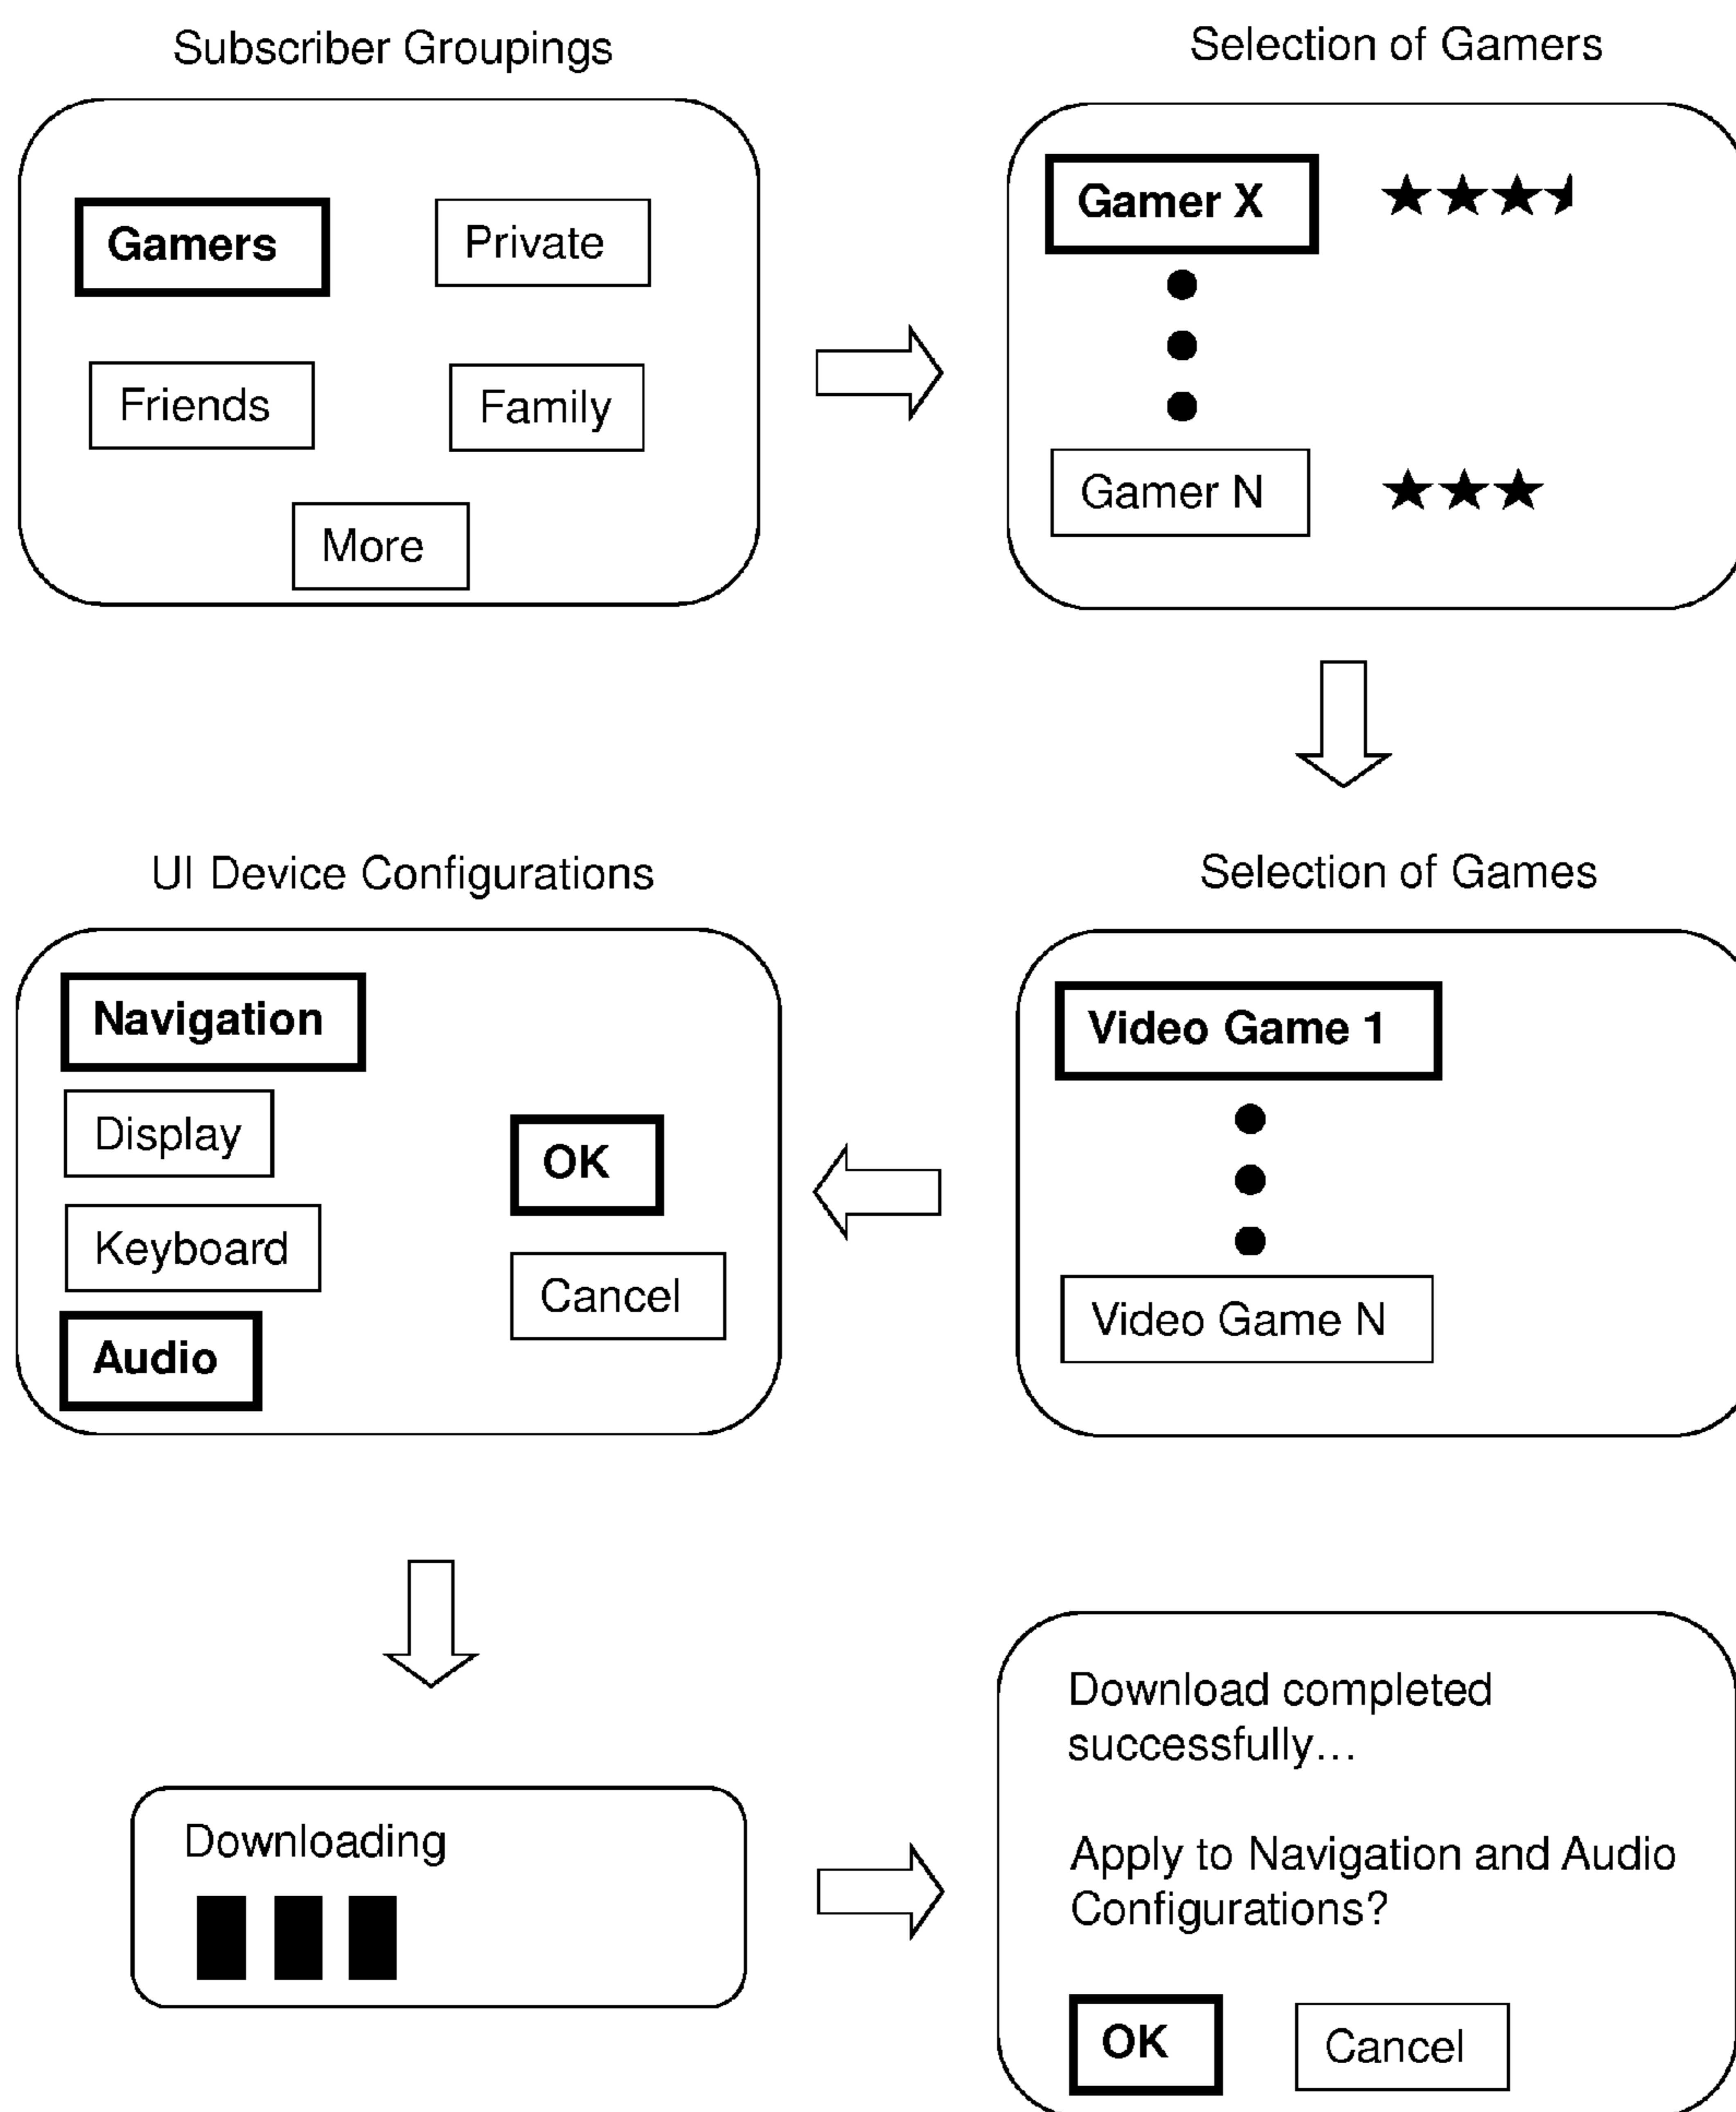 Subscriber Groupings
Gamers
Private
Friends
Family
More
Selection of Gamers
Gamer X
Gamer N
Selection of Games
Video Game 1
Video Game N
UI Device Configurations
Navigation
Display
Keyboard
Audio
OK
Cancel
Downloading
Download completed
successfully...
Apply to Navigation and Audio
Configurations?
OK
Cancel